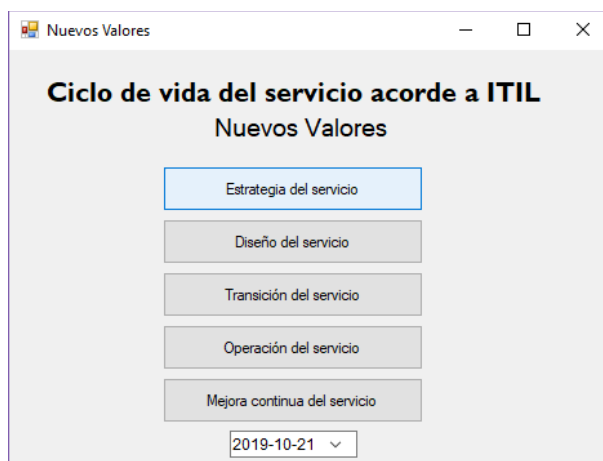 Nuevos Valores
Ciclo de vida del servicio acorde a ITIL
Nuevos Valores
Estrategia del servicio
Diseño del servicio
Transición del servicio
Operación del servicio
Mejora continua del servicio
2019-10-21